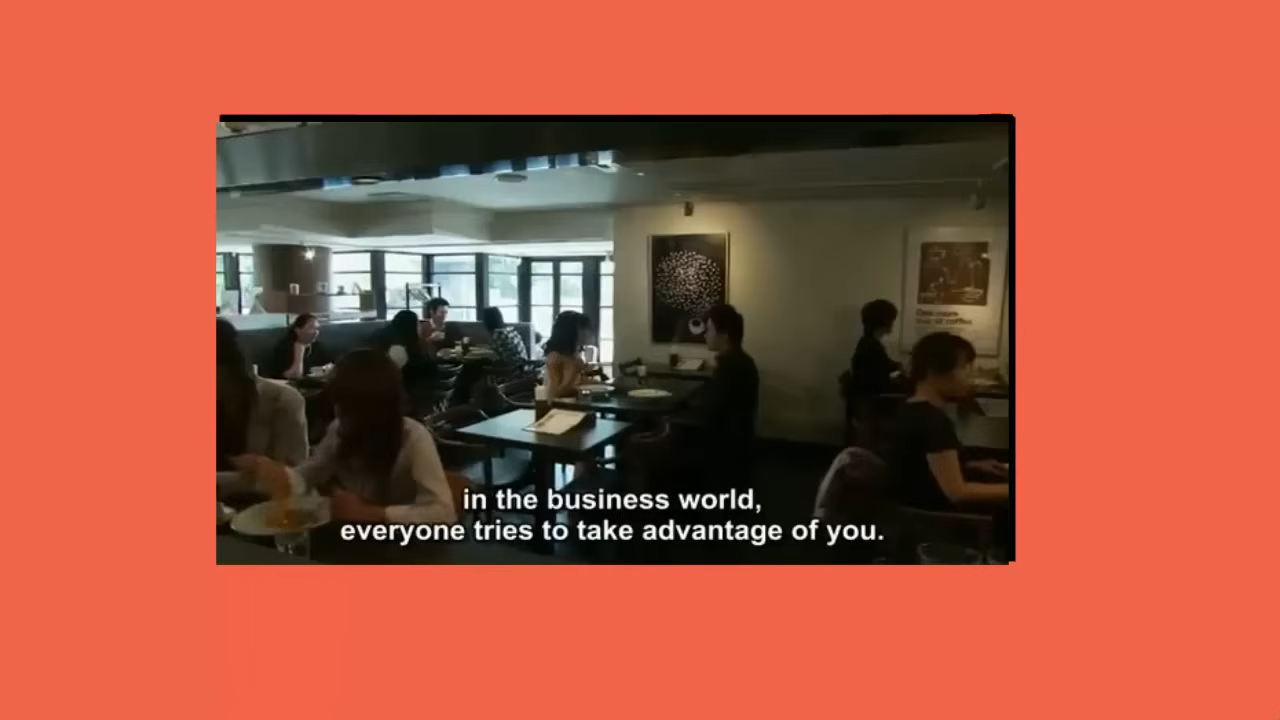 in the business world,
everyone tries to take advantage of you.